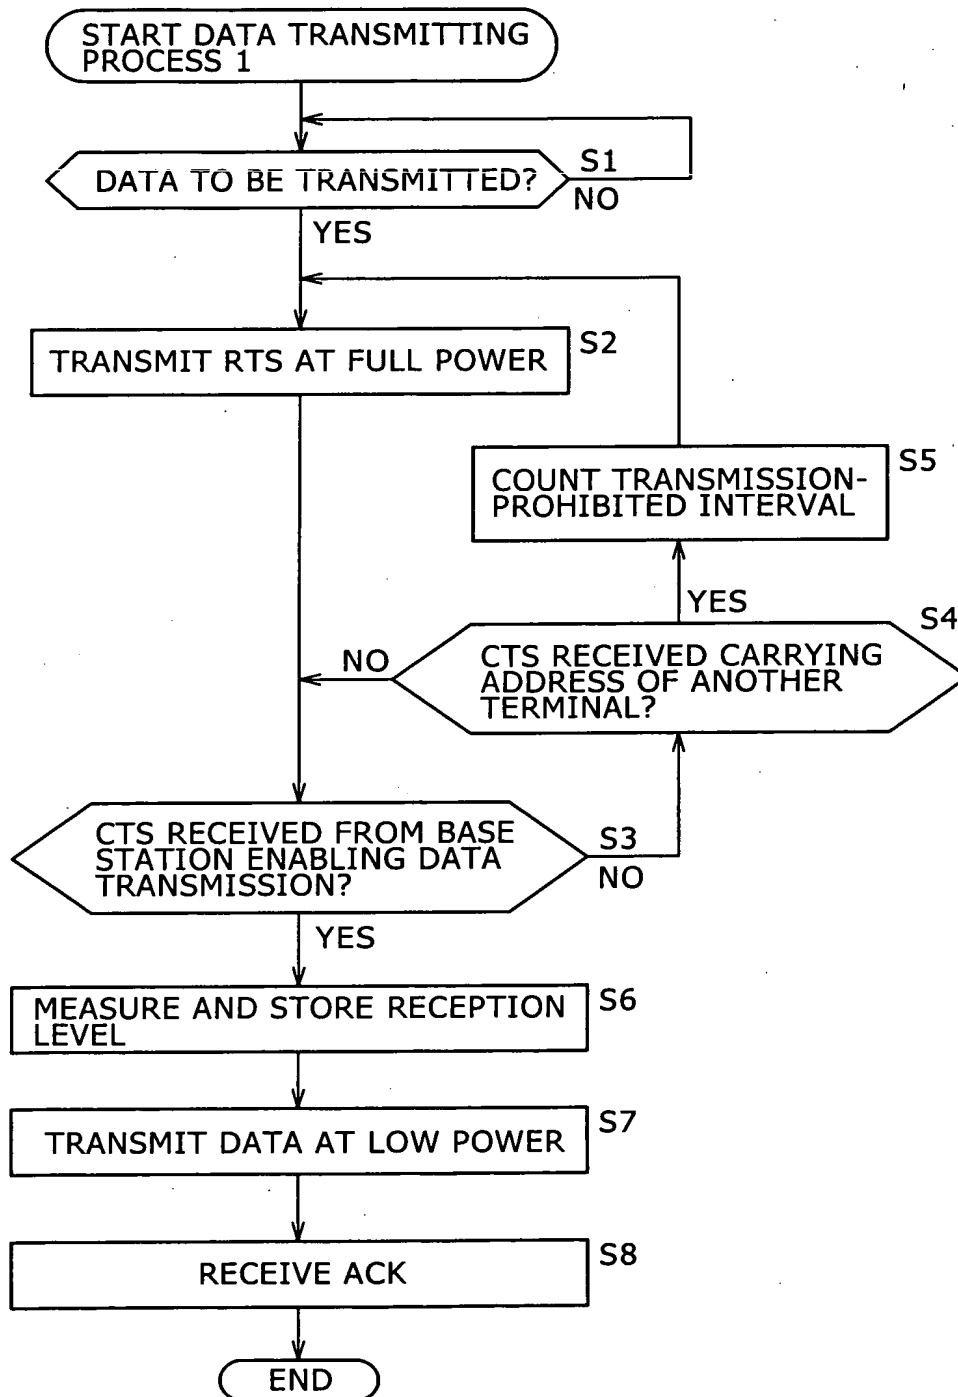 START DATA TRANSMITTING
PROCESS 1
S1
DATA TO BE TRANSMITTED?
NO
YES
S2
TRANSMIT RTS AT FULL POWER
S5
COUNT TRANSMISSION-
PROHIBITED INTERVAL
YES
S4
NO
CTS RECEIVED CARRYING
ADDRESS OF ANOTHER
TERMINAL?
CTS RECEIVED FROM BASE
STATION ENABLING DATA
TRANSMISSION?
S3
NO
YES
S6
MEASURE AND STORE RECEPTION
LEVEL
S7
TRANSMIT DATA AT LOW POWER
S8
RECEIVE ACK
END